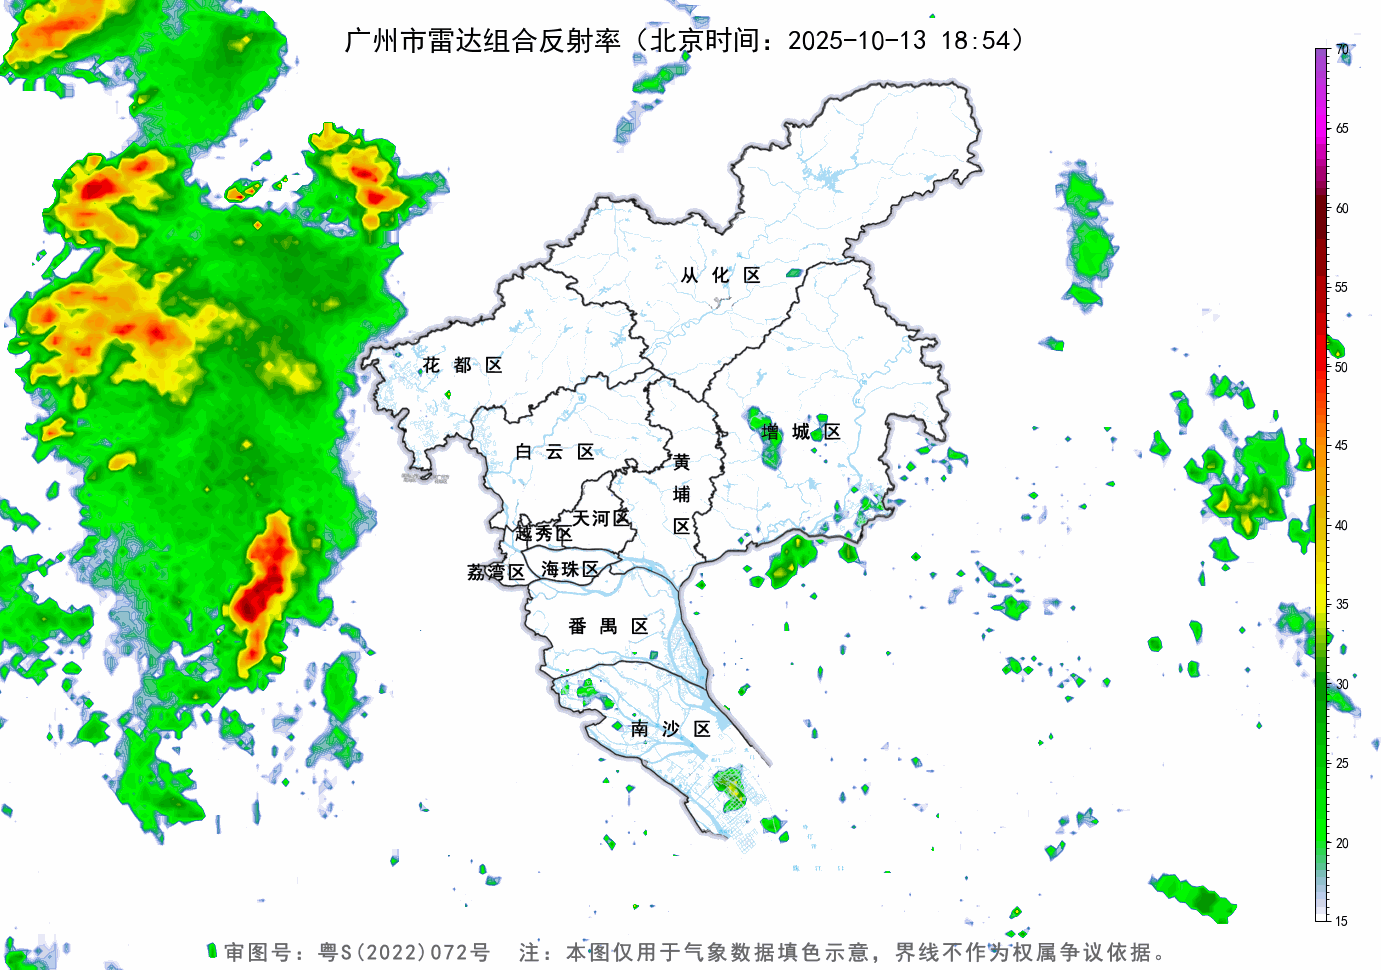 广州市雷达组合反射率（北京时间：2025-10-13 18:54）
70
65
60
55
50
45
40
35
30
25
20
15
从 化 区
花 都 区
增 城 区
白 云 区
黄
埔
区
天河区
越秀区
荔湾区
海珠区
番 禺 区
南 沙 区
审图号：粤S(2022)072号 注：本图仅用于气象数据填色示意，界线不作为权属争议依据。